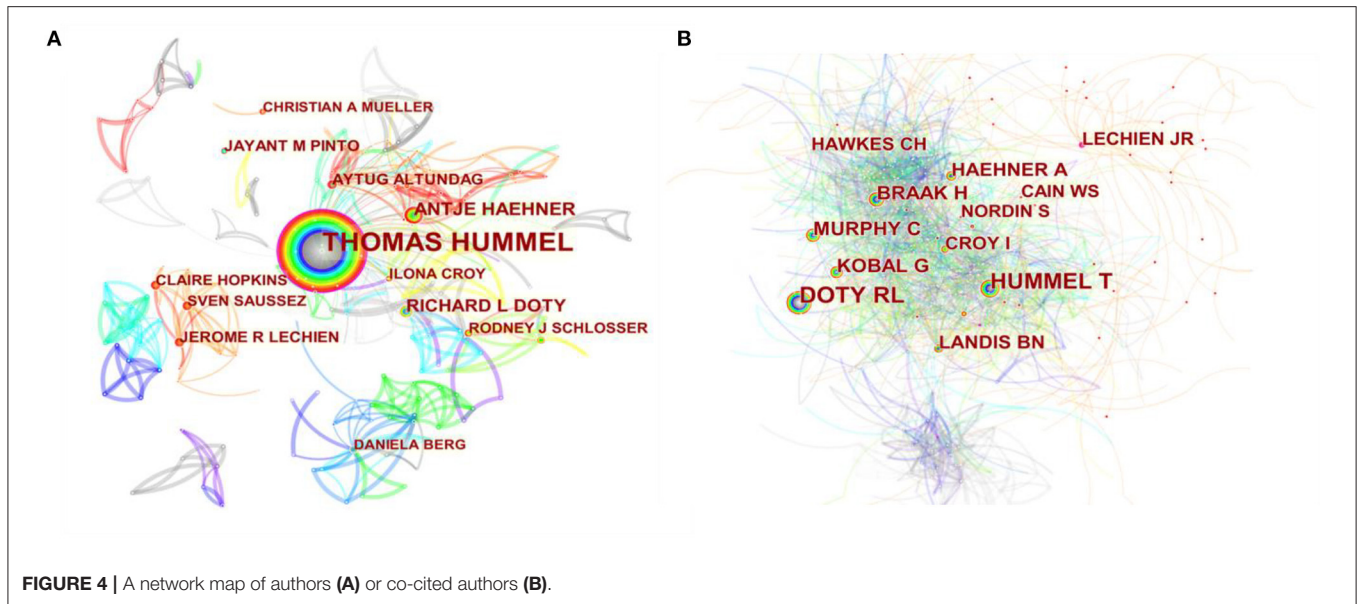 A
CHRISTIAN A MUELLER
JAYANT M PINTO
AYTUG ALTUNDAG
ANTJE HAEHNER
THOMAS HUMMEL
CLAIRE HOPKINS
ILONA CROY
SVEN SAUSSEZ
RICHARD L DOTY
RODNEY J SCHLOSSER
JEROME R LECHIEN
DANIELA BERG
B
HAWKES CH
LECHIEN JR
HAEHNER A
BRAAK H
CAIN WS
NORDIN`S
MURPHY C
CROY I
KOBAL G
HUMMEL T
DOTY RL
LANDIS BN
FIGURE 4 | A network map of authors (A) or co-cited authors (B).